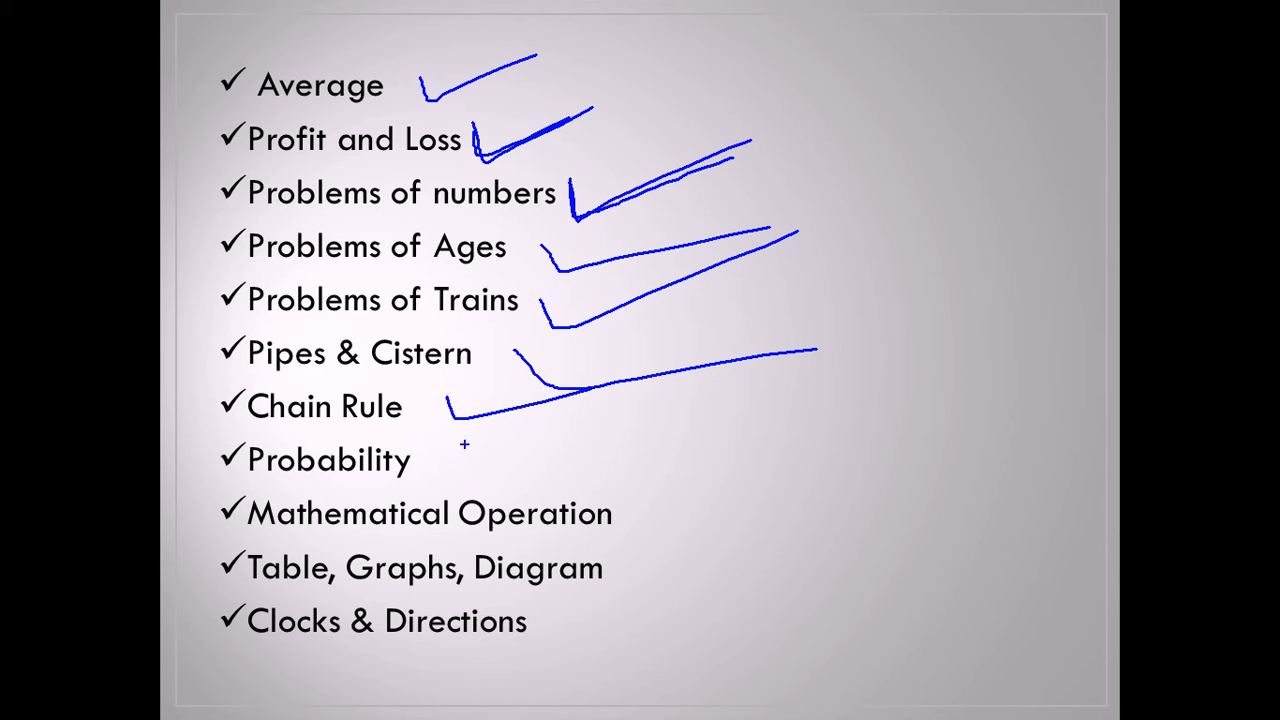 ✓ Average
✓ Profit and Loss
✓ Problems of numbers
✓ Problems of Ages
✓ Problems of Trains
✓ Pipes & Cistern
✓ Chain Rule
✓ Probability
✓ Mathematical Operation
✓ Table, Graphs, Diagram
✓ Clocks & Directions